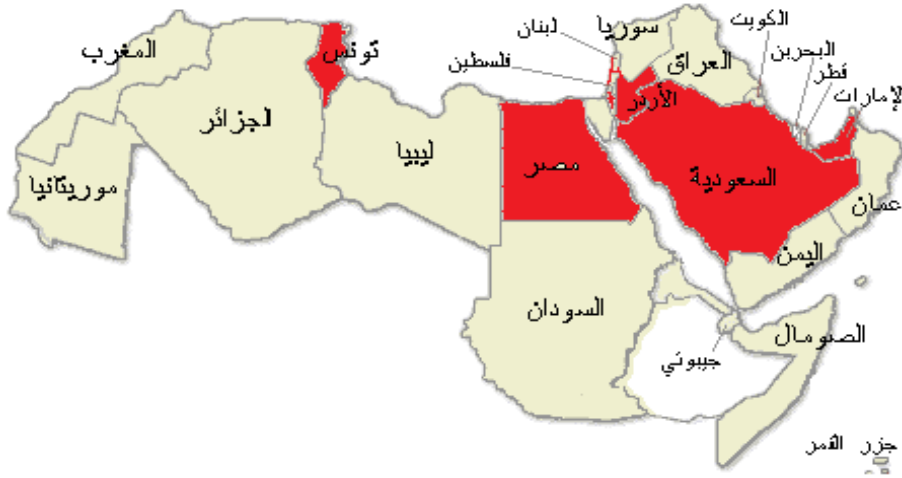 الكويت
سوريا
لبنان
البحرين
المغرب
تونس
فلسطين
العراق
قطر
الإمارات
الأردن
الجزائر
ليبيا
مصر
السعودية
موريتانيا
عمان
اليمن
السودان
الصومال
جيبوتي
جزر القمر